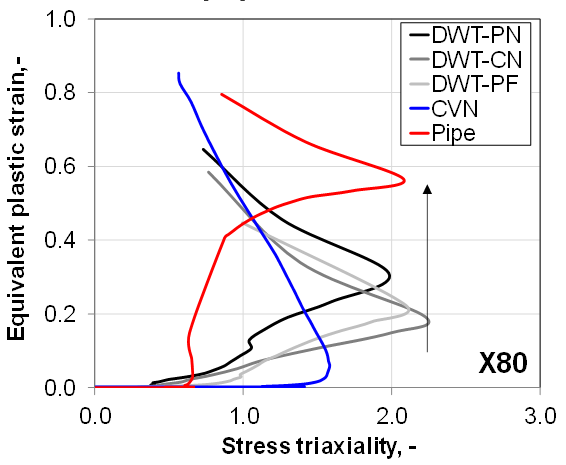 1.0
0.8
0.6
0.4
0.2
0.0
0.0 1.0 2.0 3.0
Equivalent plastic strain,-
Stress triaxiality, -
DWT-PN
DWT-CN
DWT-PF
CVN
Pipe
X80